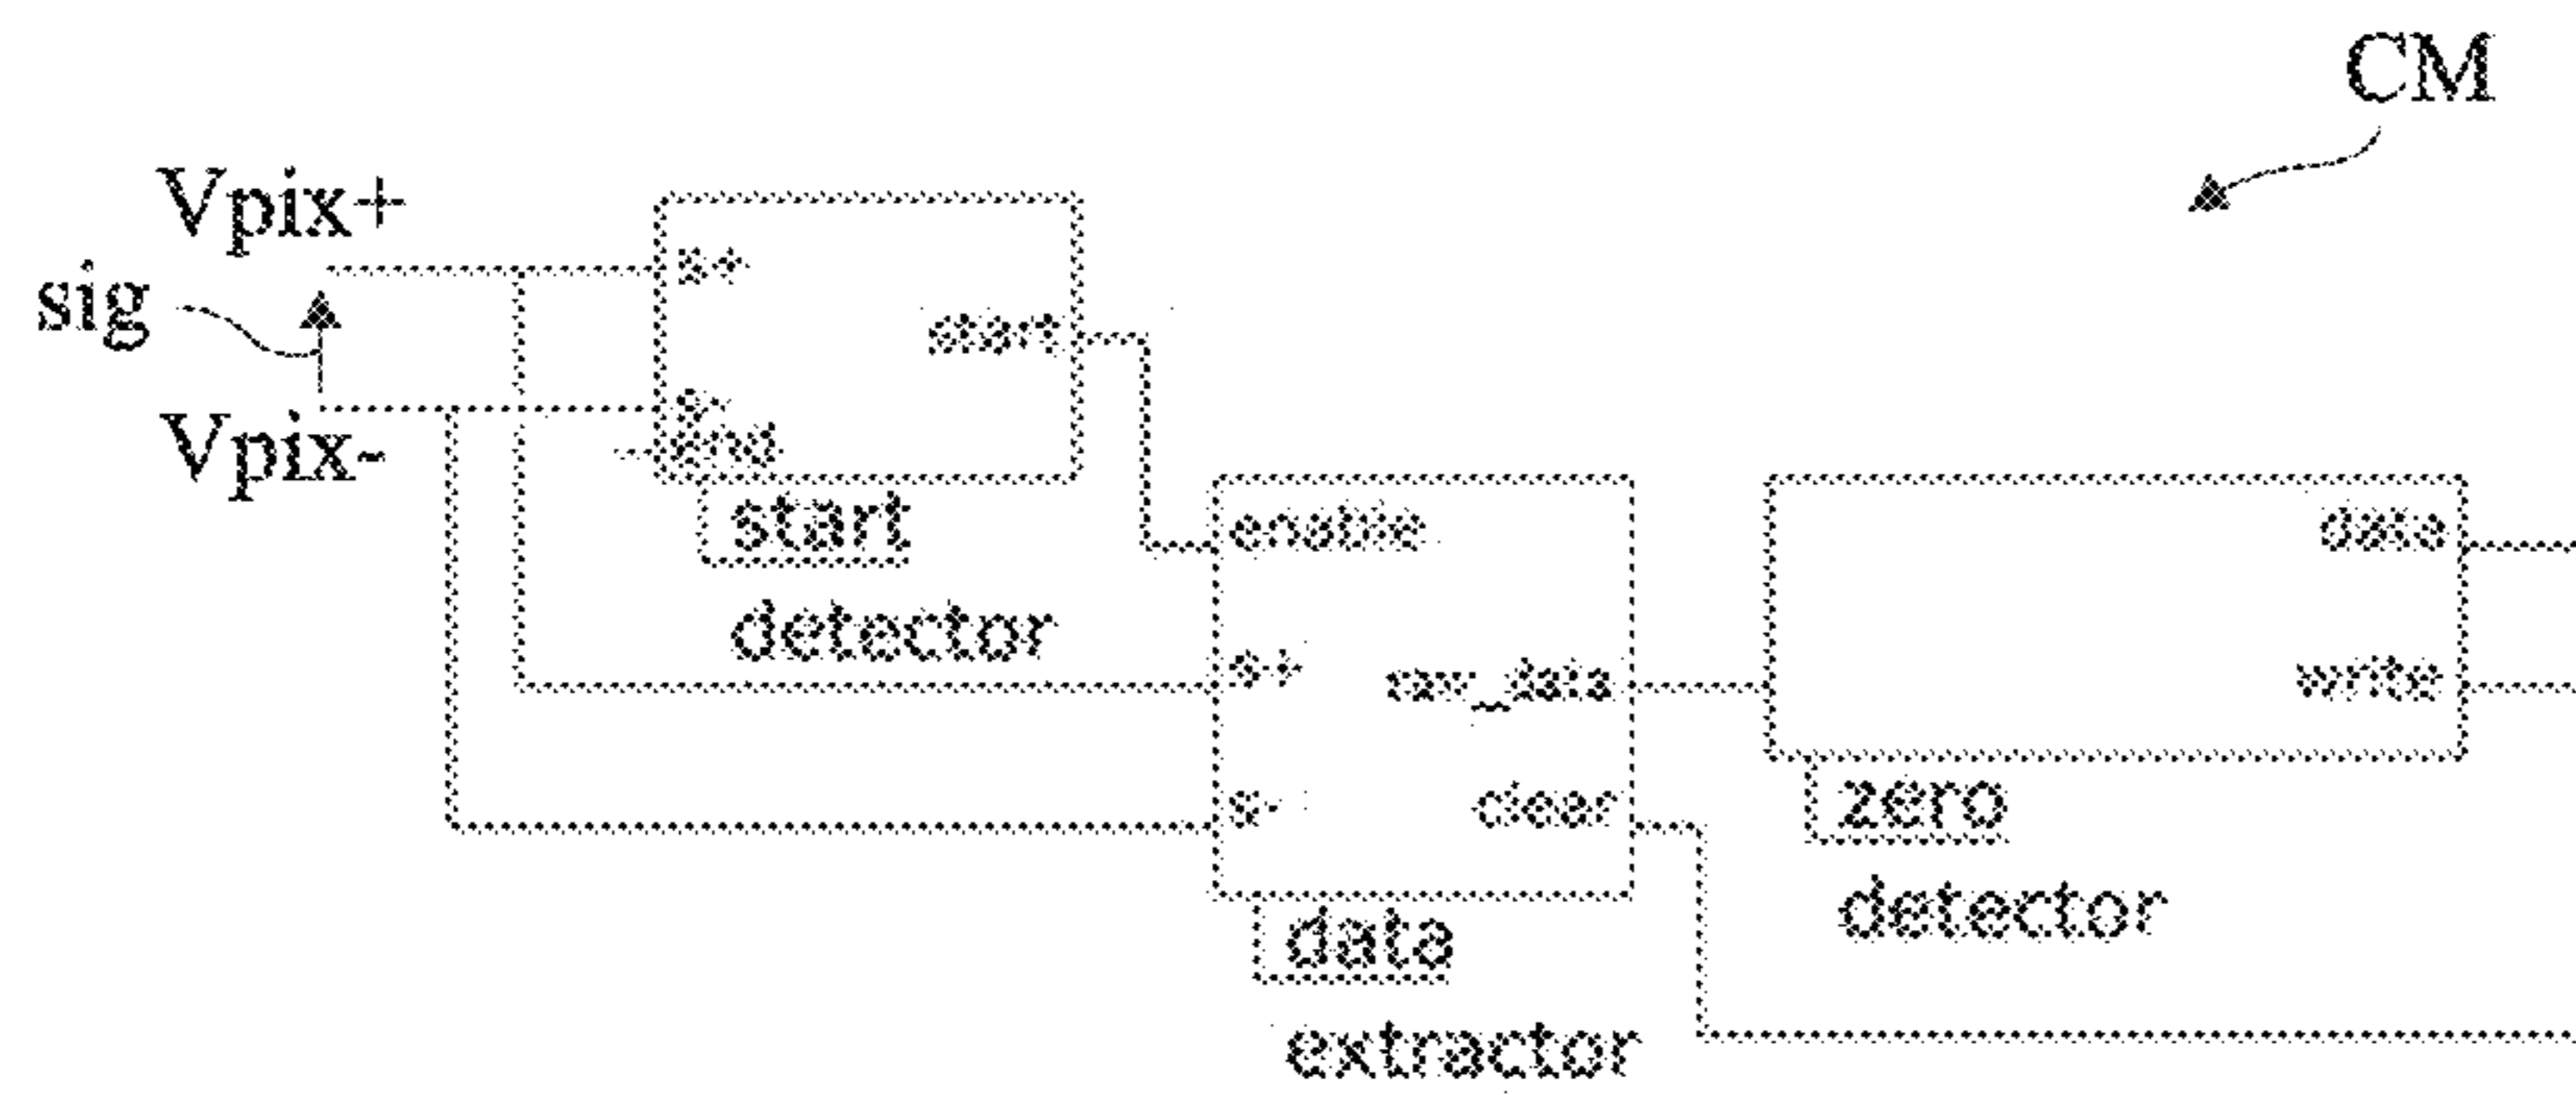 CM
Vpix+
s+
sig
start
s-
Vpix-
start
detector
enable
data
s+
raw_data
write
s-
clear
zero
detector
data
extractor